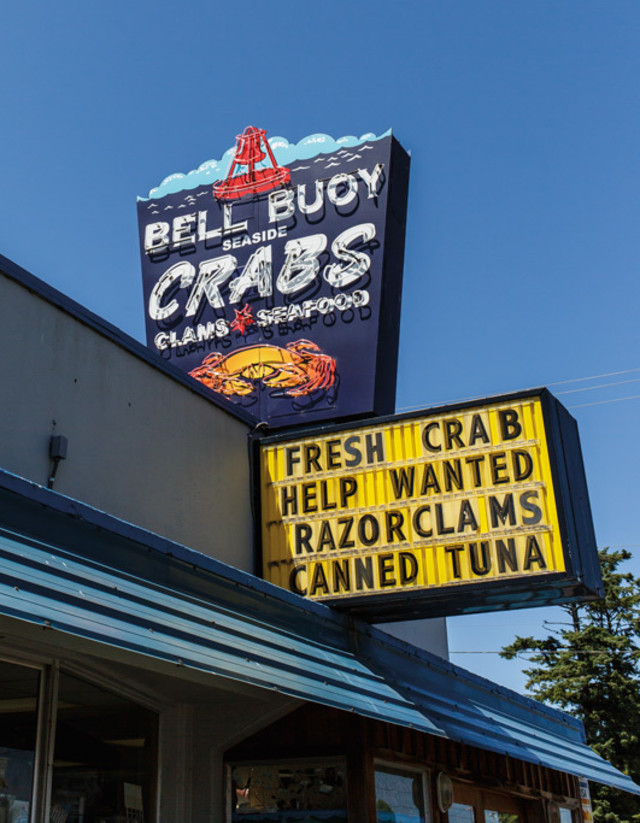 BELL BUOY
SEASIDE
CRABS
CLAMS SEAFOOD
FRESH CRAB
HELP WANTED
RAZOR CLAMS
CANNED TUNA